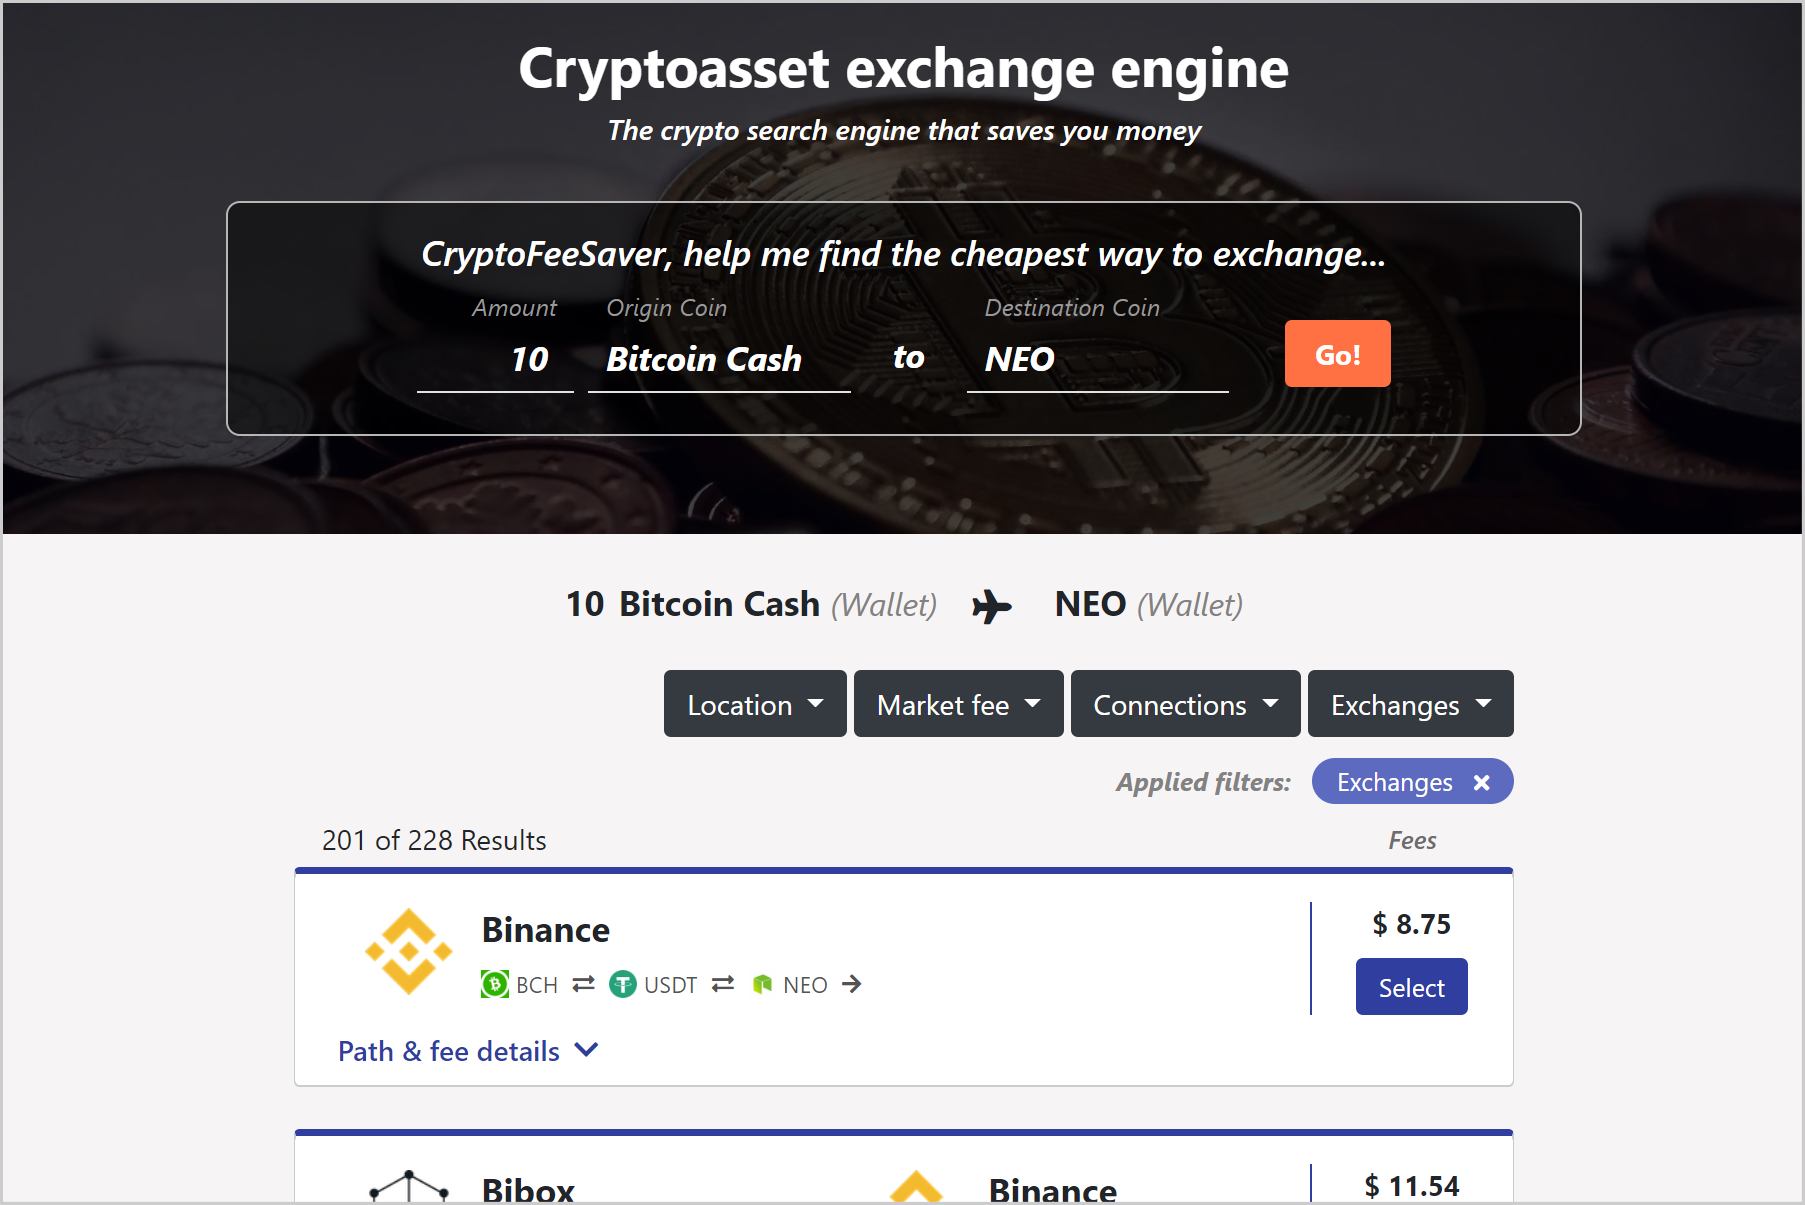 Cryptoasset exchange engine
The crypto search engine that saves you money
CryptoFeeSaver, help me find the cheapest way to exchange...
Amount Origin Coin Destination Coin
10 Bitcoin Cash to NEO Go!
10 Bitcoin Cash (Wallet) NEO (Wallet)
Location Market fee Connections Exchanges
Applied filters: Exchanges
201 of 228 Results Fees
Binance $ 8.75
BCH USDT NEO Select
Path & fee details
Bibox Binance $ 11.54